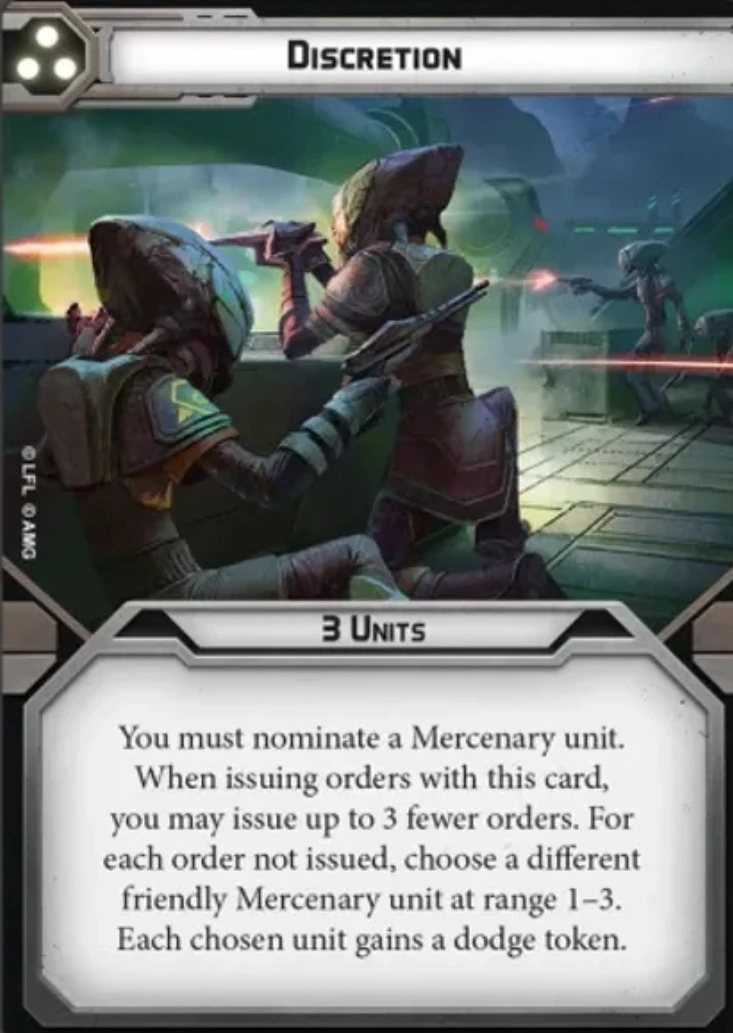 Discretion
© LFL © AMG
3 Units
You must nominate a Mercenary unit.
When issuing orders with this card,
you may issue up to 3 fewer orders. For
each order not issued, choose a different
friendly Mercenary unit at range 1–3.
Each chosen unit gains a dodge token.